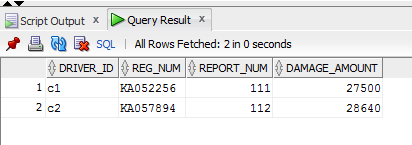 Script Output Query Result
SQL All Rows Fetched: 2 in 0 seconds
DRIVER_ID REG_NUM REPORT_NUM DAMAGE_AMOUNT
1 c1 KA052256 111 27500
2 c2 KA057894 112 28640